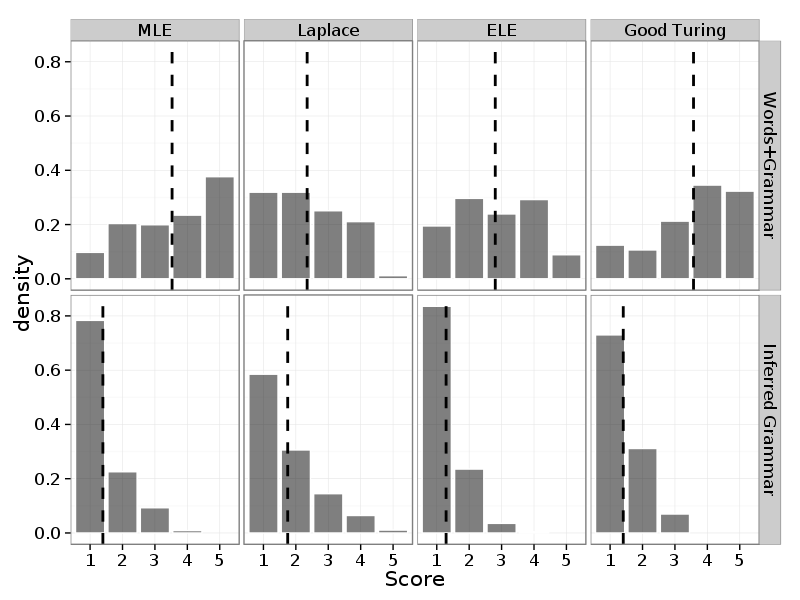 MLE Laplace ELE Good Turing
0.8
0.6
0.4
0.2
0.0
Words+Grammar
0.8
0.6
0.4
0.2
0.0
Inferred Grammar
density
1 2 3 4 5 1 2 3 4 5 1 2 3 4 5 1 2 3 4 5
Score